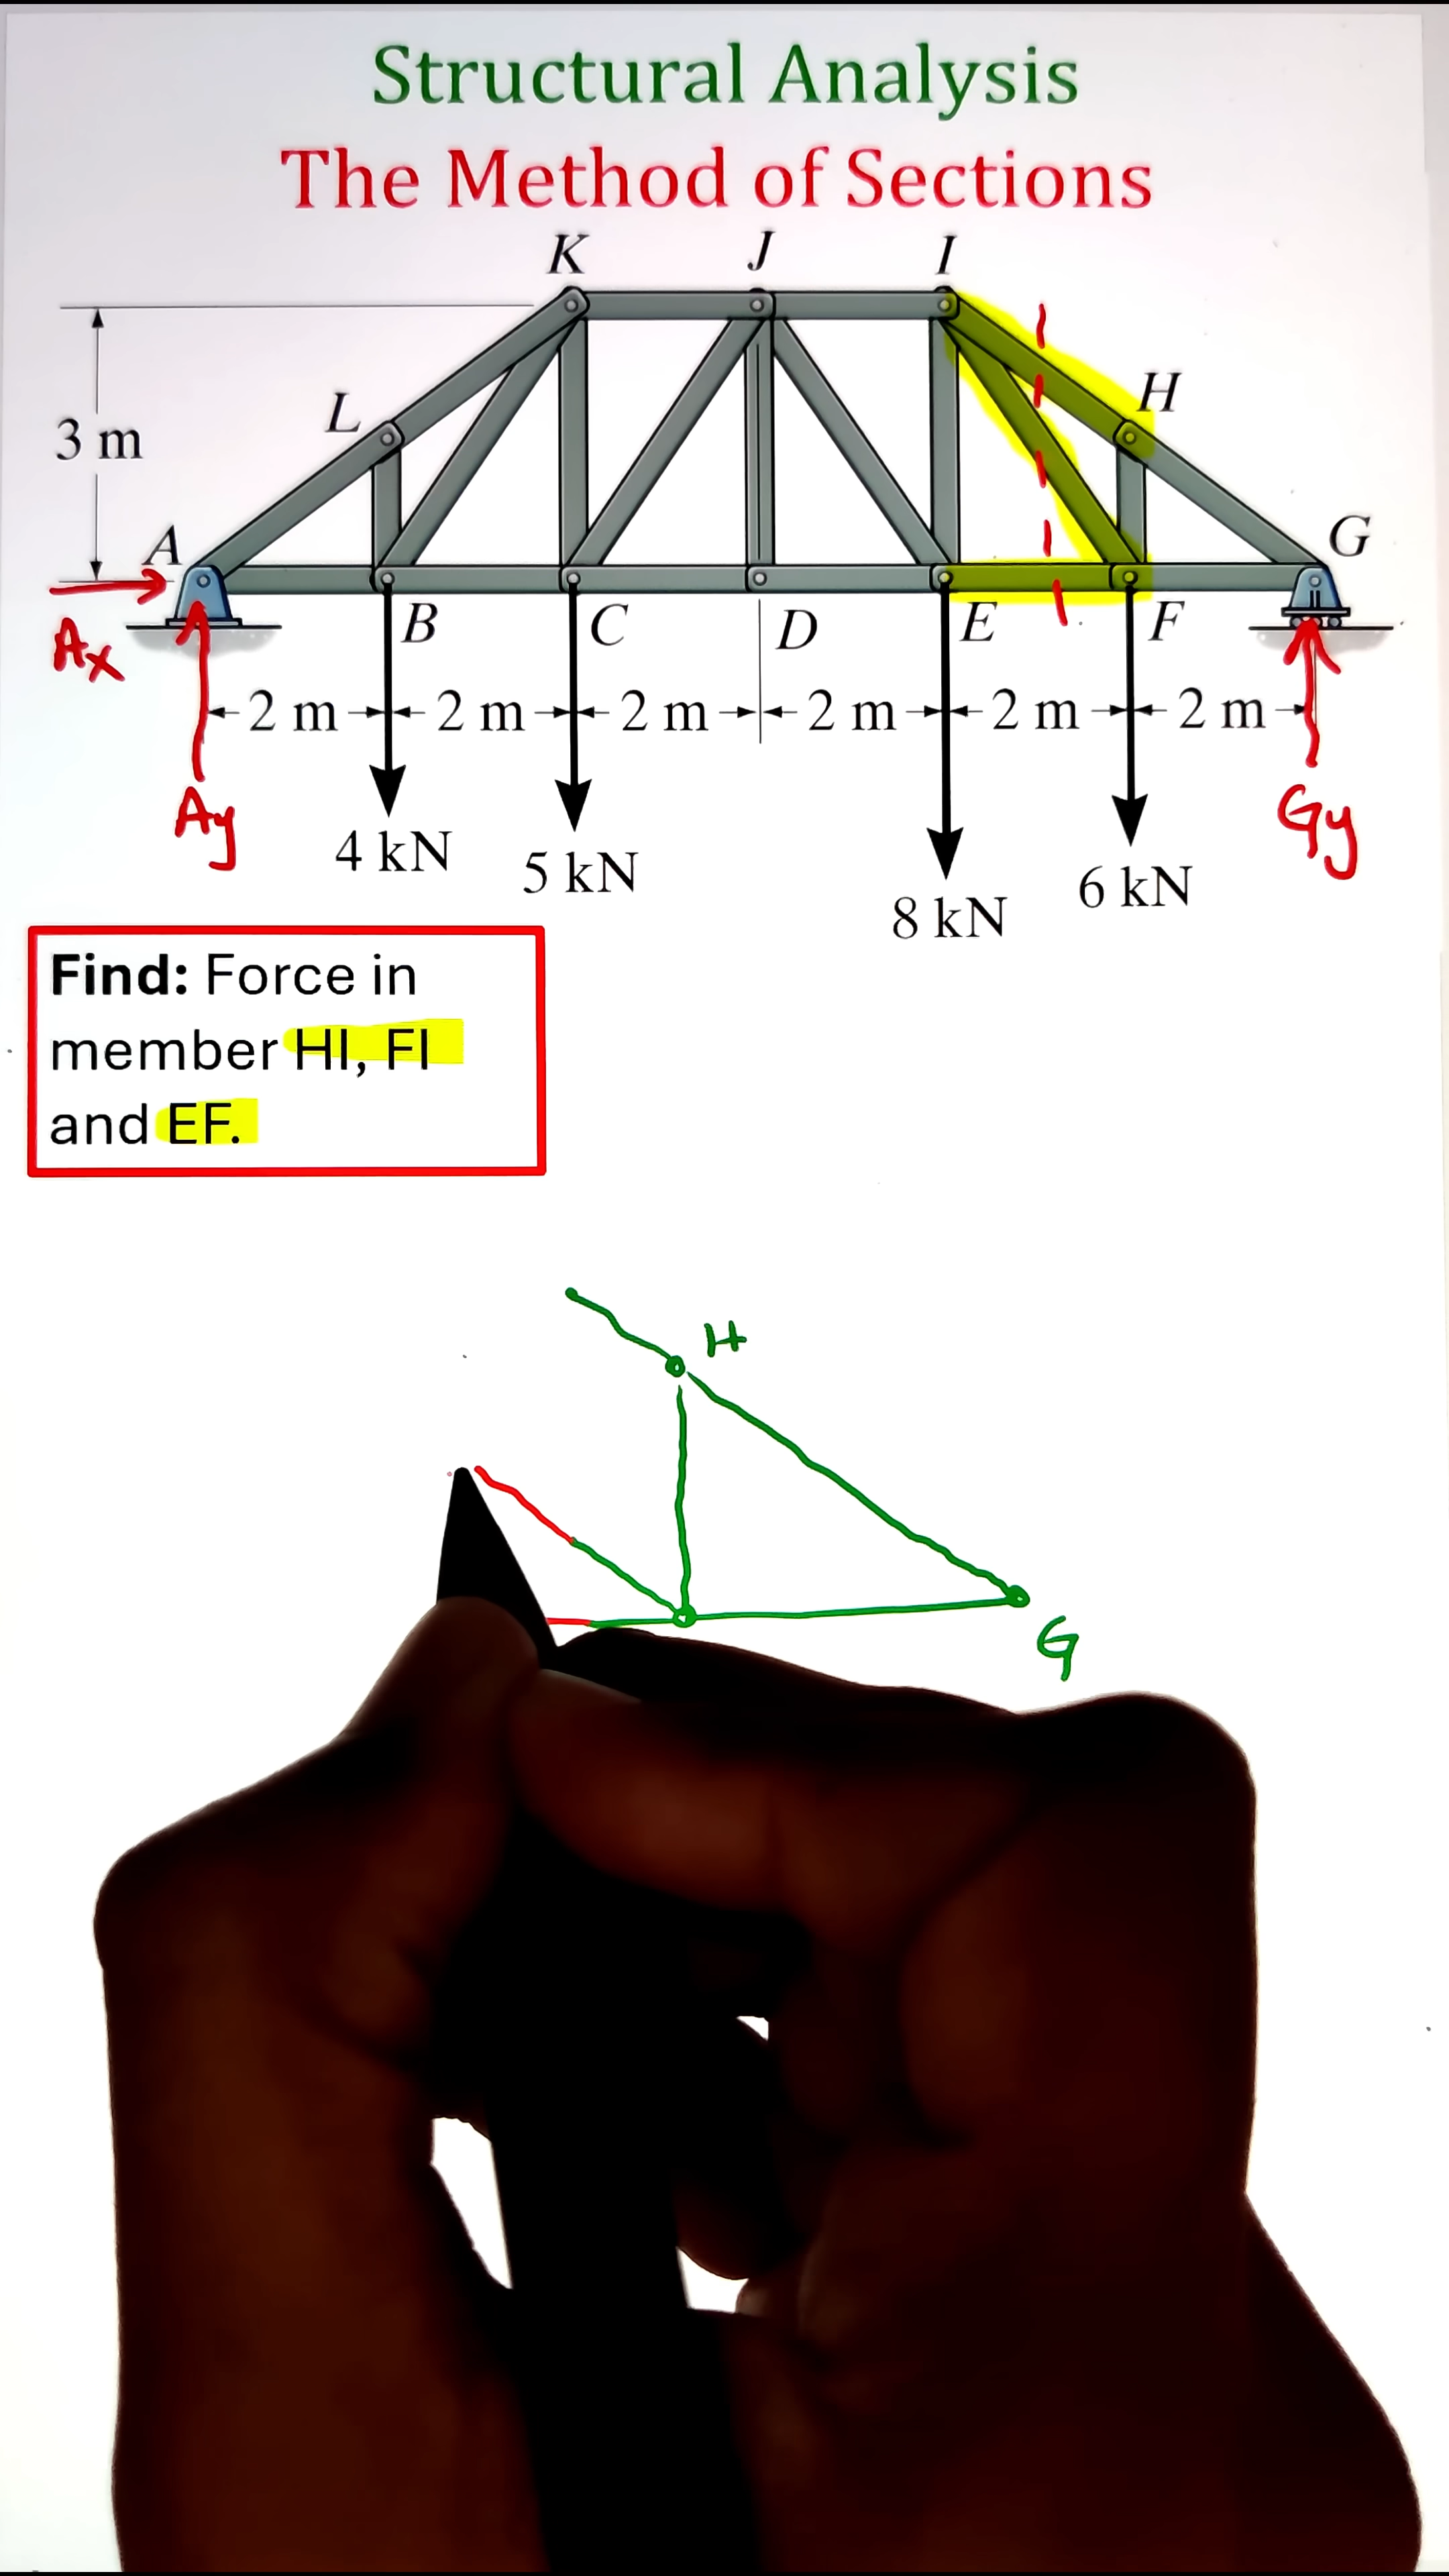 Structural Analysis
The Method of Sections
K J I
L H
3 m
A G
Ax B C D E F
2 m 2 m 2 m 2 m 2 m 2 m
Ay Gy
4 kN 5 kN 8 kN 6 kN
Find: Force in
member HI, FI
and EF.
H
G